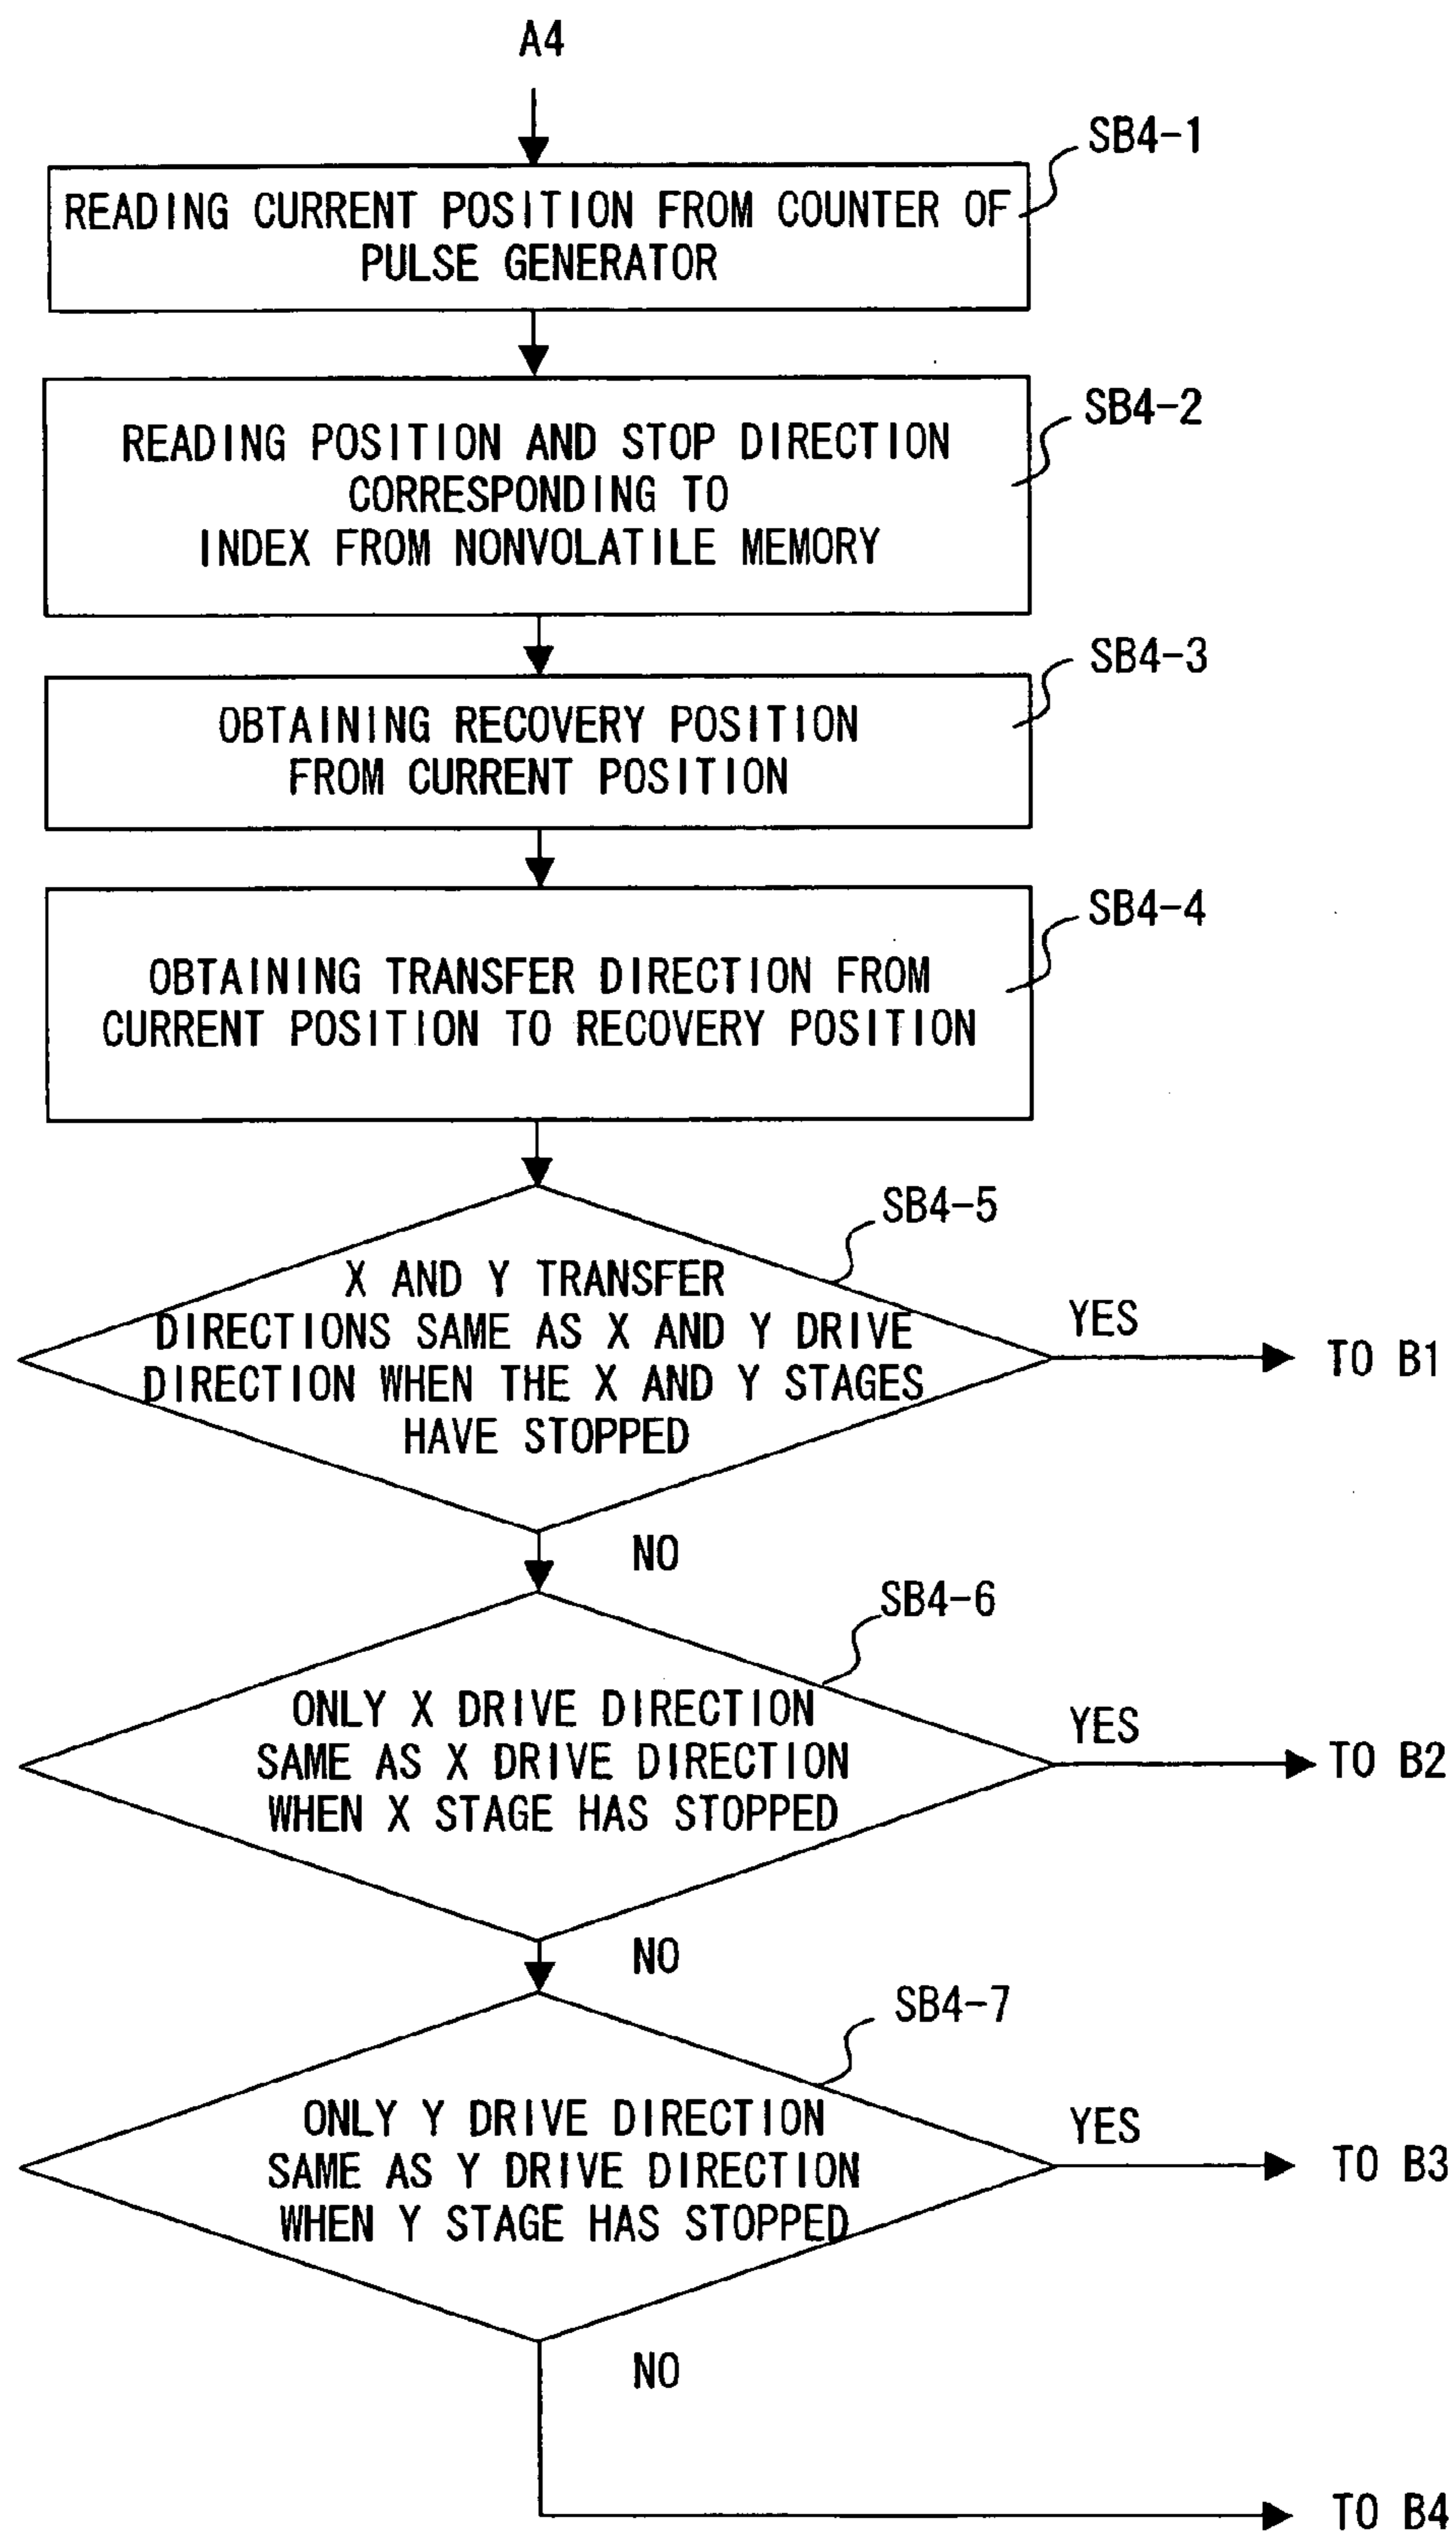 A4
SB4-1
READING CURRENT POSITION FROM COUNTER OF
PULSE GENERATOR
SB4-2
READING POSITION AND STOP DIRECTION
CORRESPONDING TO
INDEX FROM NONVOLATILE MEMORY
SB4-3
OBTAINING RECOVERY POSITION
FROM CURRENT POSITION
SB4-4
OBTAINING TRANSFER DIRECTION FROM
CURRENT POSITION TO RECOVERY POSITION
SB4-5
X AND Y TRANSFER
DIRECTIONS SAME AS X AND Y DRIVE
DIRECTION WHEN THE X AND Y STAGES
HAVE STOPPED
YES
TO B1
NO
SB4-6
ONLY X DRIVE DIRECTION
SAME AS X DRIVE DIRECTION
WHEN X STAGE HAS STOPPED
YES
TO B2
NO
SB4-7
ONLY Y DRIVE DIRECTION
SAME AS Y DRIVE DIRECTION
WHEN Y STAGE HAS STOPPED
YES
TO B3
NO
TO B4